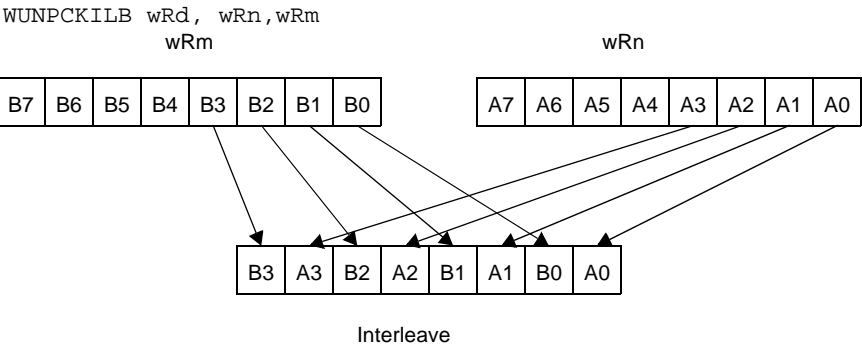 WUNPCKILB wRd, wRn,wRm
wRm wRn
B7 B6 B5 B4 B3 B2 B1 B0 A7 A6 A5 A4 A3 A2 A1 A0
B3 A3 B2 A2 B1 A1 B0 A0
Interleave